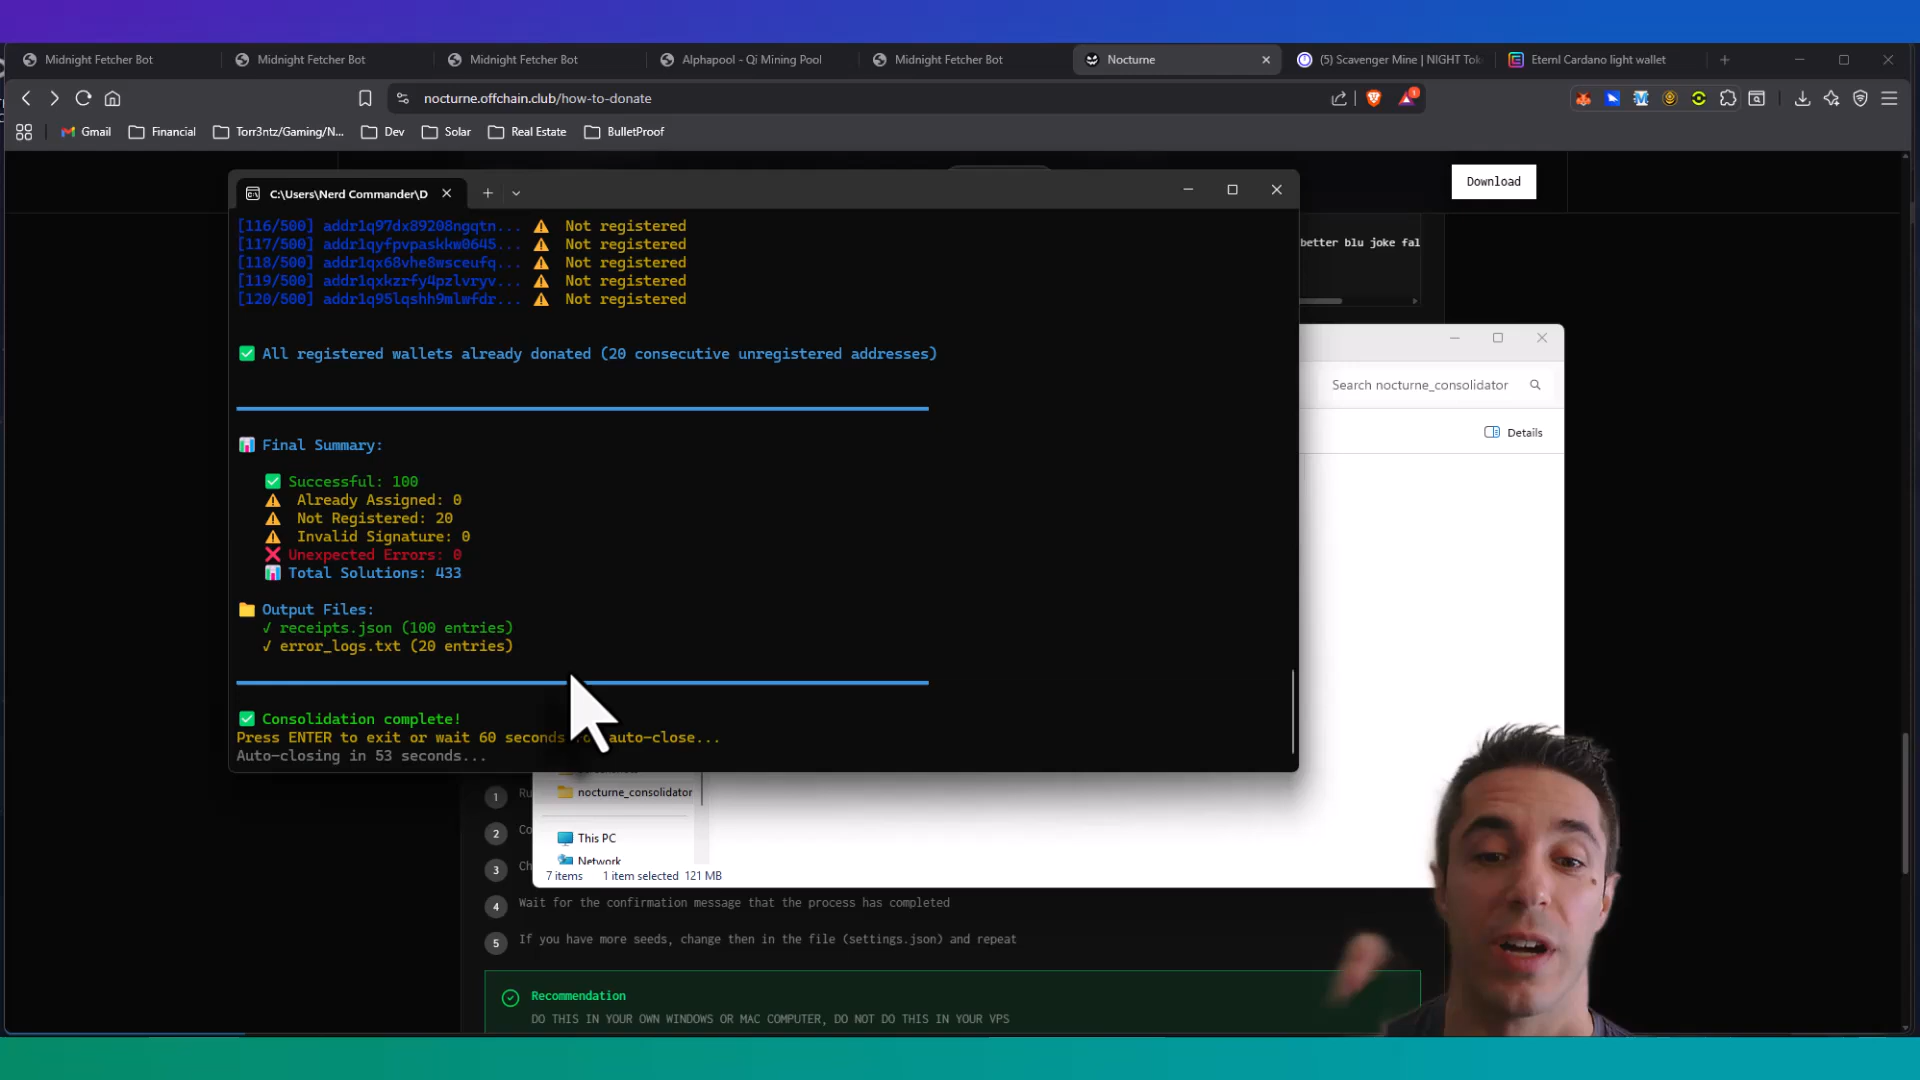 Midnight Fetcher Bot
Midnight Fetcher Bot
Midnight Fetcher Bot
Alphapool - Qi Mining Pool
Midnight Fetcher Bot
Nocturne
(5) Scavenger Mine | NIGHT Tok
Eternl Cardano light wallet
nocturne.offchain.club/how-to-donate
1
Gmail
Financial
Torr3ntz/Gaming/N...
Dev
Solar
Real Estate
BulletProof
Download
C:\Users\Nerd Commander\D
[116/500] addr1q97dx89208ngqtn... ⚠ Not registered
[117/500] addr1qyfpvpaskkw0645... ⚠ Not registered
[118/500] addr1qx68vhe8wsceufq... ⚠ Not registered
[119/500] addr1qxkzrfy4pzlvryv... ⚠ Not registered
[120/500] addr1q95lqshh9mlwfdr... ⚠ Not registered
better blu joke fal
✅ All registered wallets already donated (20 consecutive unregistered addresses)
Search nocturne_consolidator
Details
📊 Final Summary:
✅ Successful: 100
⚠ Already Assigned: 0
⚠ Not Registered: 20
⚠ Invalid Signature: 0
❌ Unexpected Errors: 0
📊 Total Solutions: 433
📁 Output Files:
√ receipts.json (100 entries)
√ error_logs.txt (20 entries)
✅ Consolidation complete!
Press ENTER to exit or wait 60 seconds auto-close...
Auto-closing in 53 seconds...
nocturne_consolidator
This PC
Network
7 items 1 item selected 121 MB
1 Ru
2 Co
3 Ch
4 Wait for the confirmation message that the process has completed
5 If you have more seeds, change then in the file (settings.json) and repeat
Recommendation
DO THIS IN YOUR OWN WINDOWS OR MAC COMPUTER, DO NOT DO THIS IN YOUR VPS